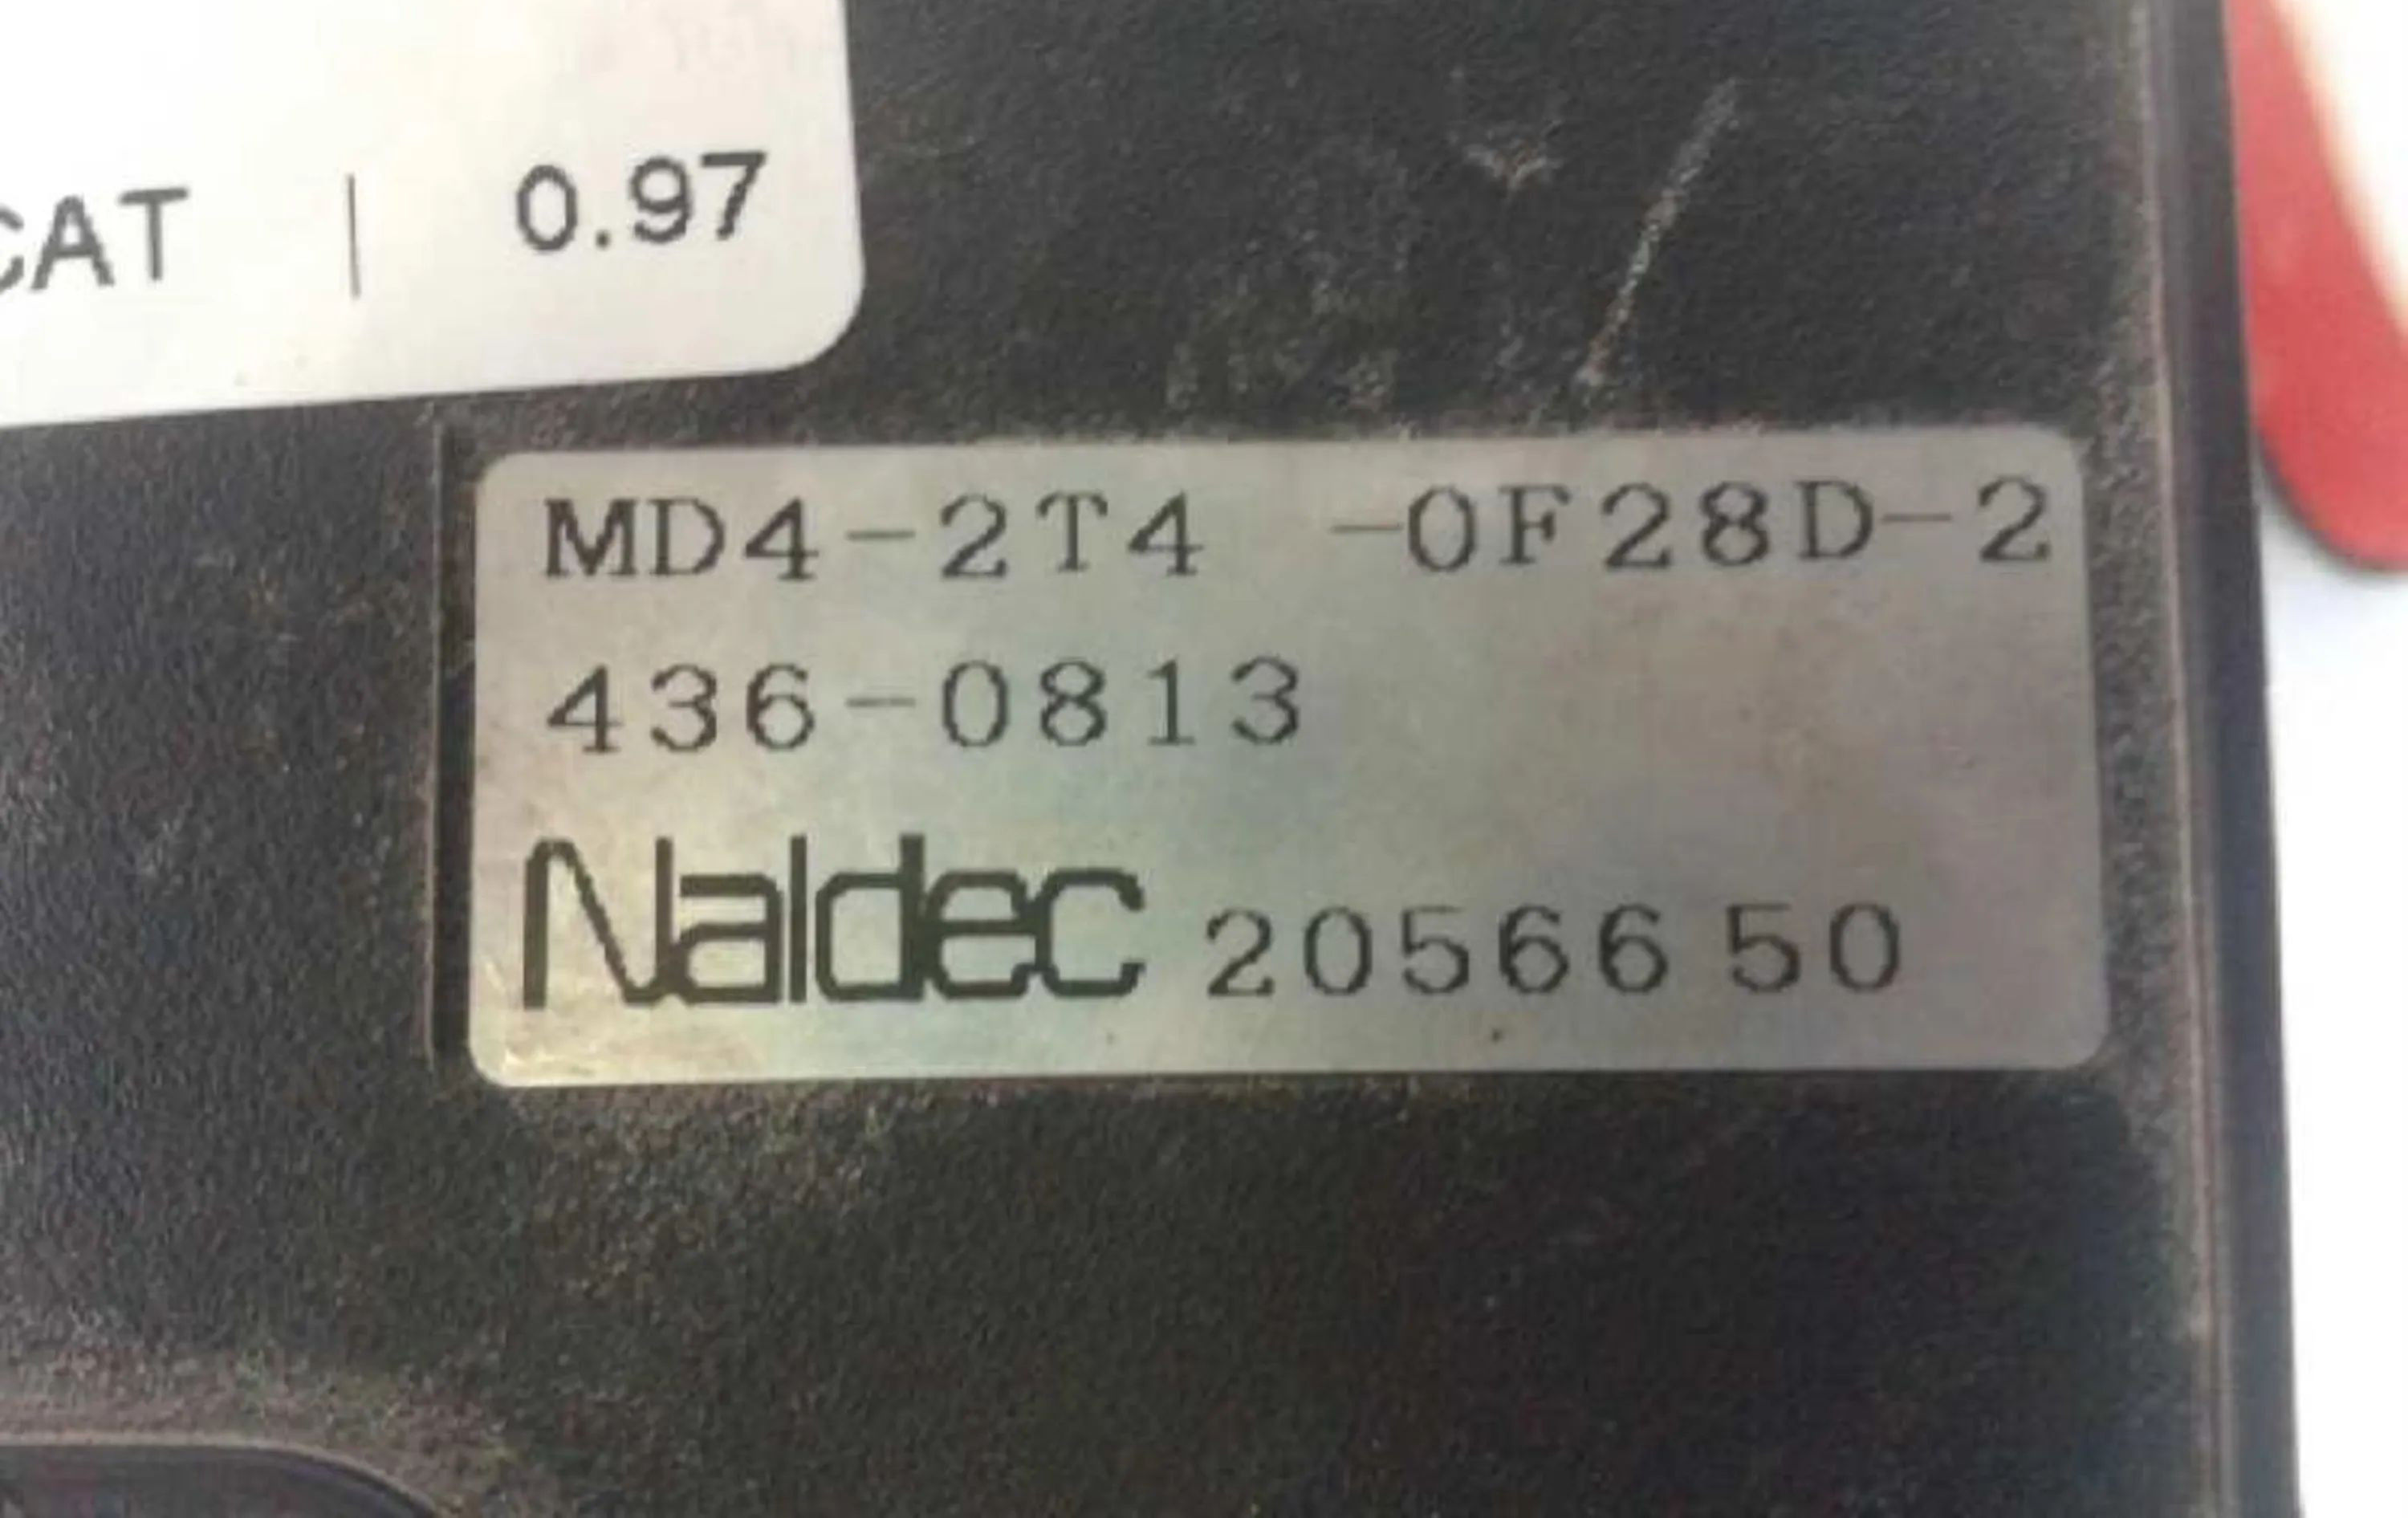 CAT | 0.97
MD4-2T4 -0F28D-2
436-0813
Naldec 2056650